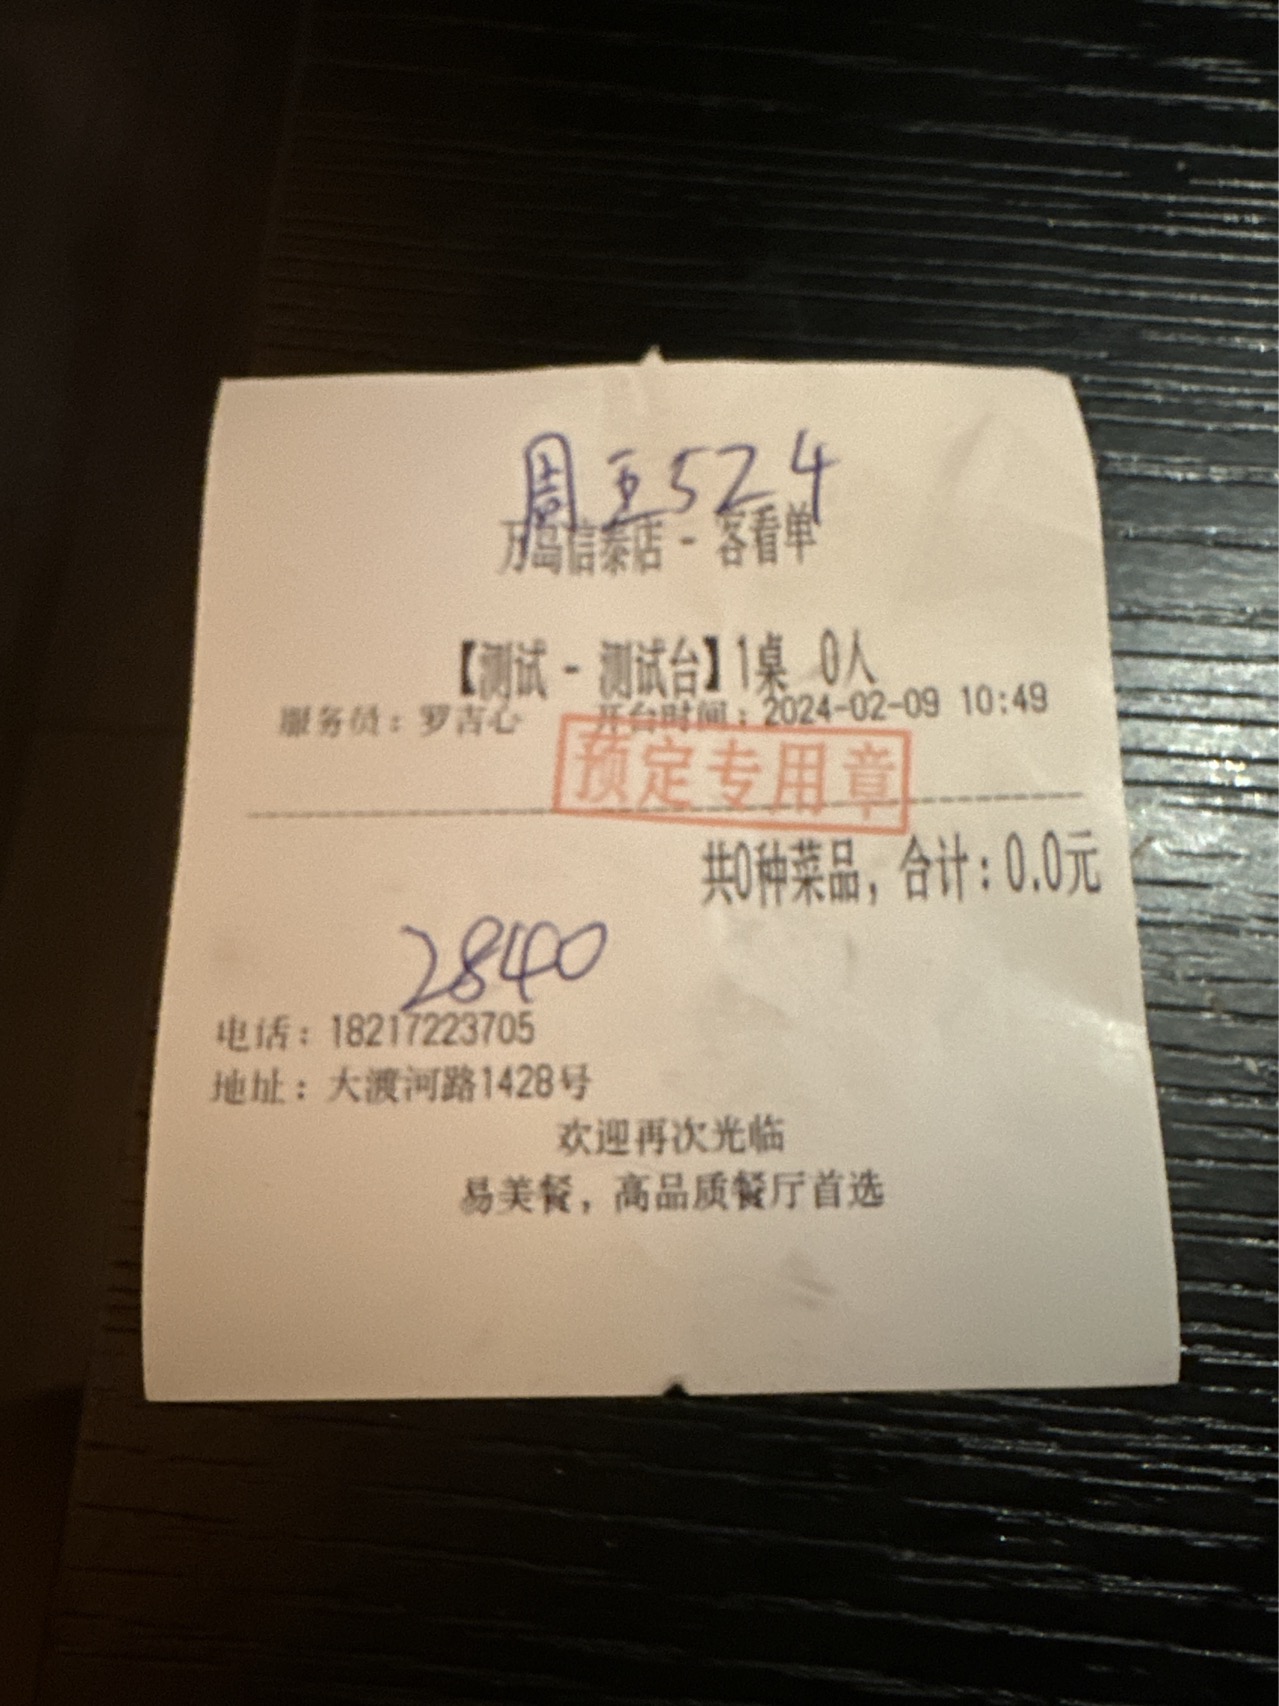 周五524
万岛信泰店 - 客看单
【测试 - 测试台】1桌 0人
服务员：罗吉心 开台时间：2024-02-09 10:49
预定专用章
共0种菜品，合计：0.0元
2840
电话：18217223705
地址：大渡河路1428号
欢迎再次光临
易美餐，高品质餐厅首选